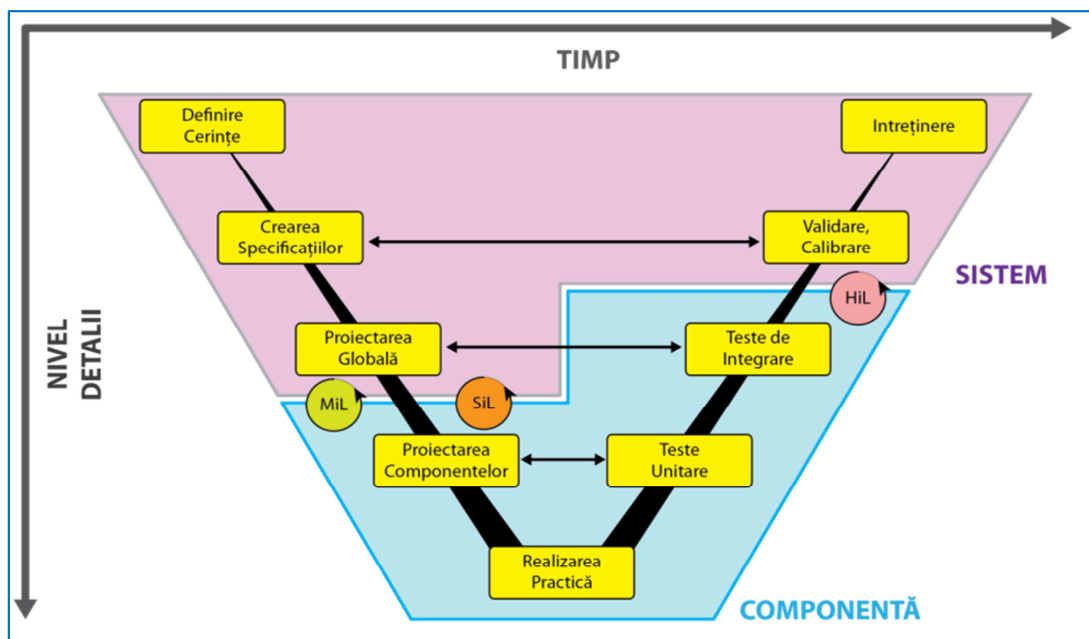 TIMP
Definire
Cerințe
Intreținere
Crearea
Specificațiilor
Validare,
Calibrare
SISTEM
HiL
NIVEL
DETALII
Proiectarea
Globală
Teste de
Integrare
MiL
SiL
Proiectarea
Componentelor
Teste
Unitare
Realizarea
Practică
COMPONENTĂ